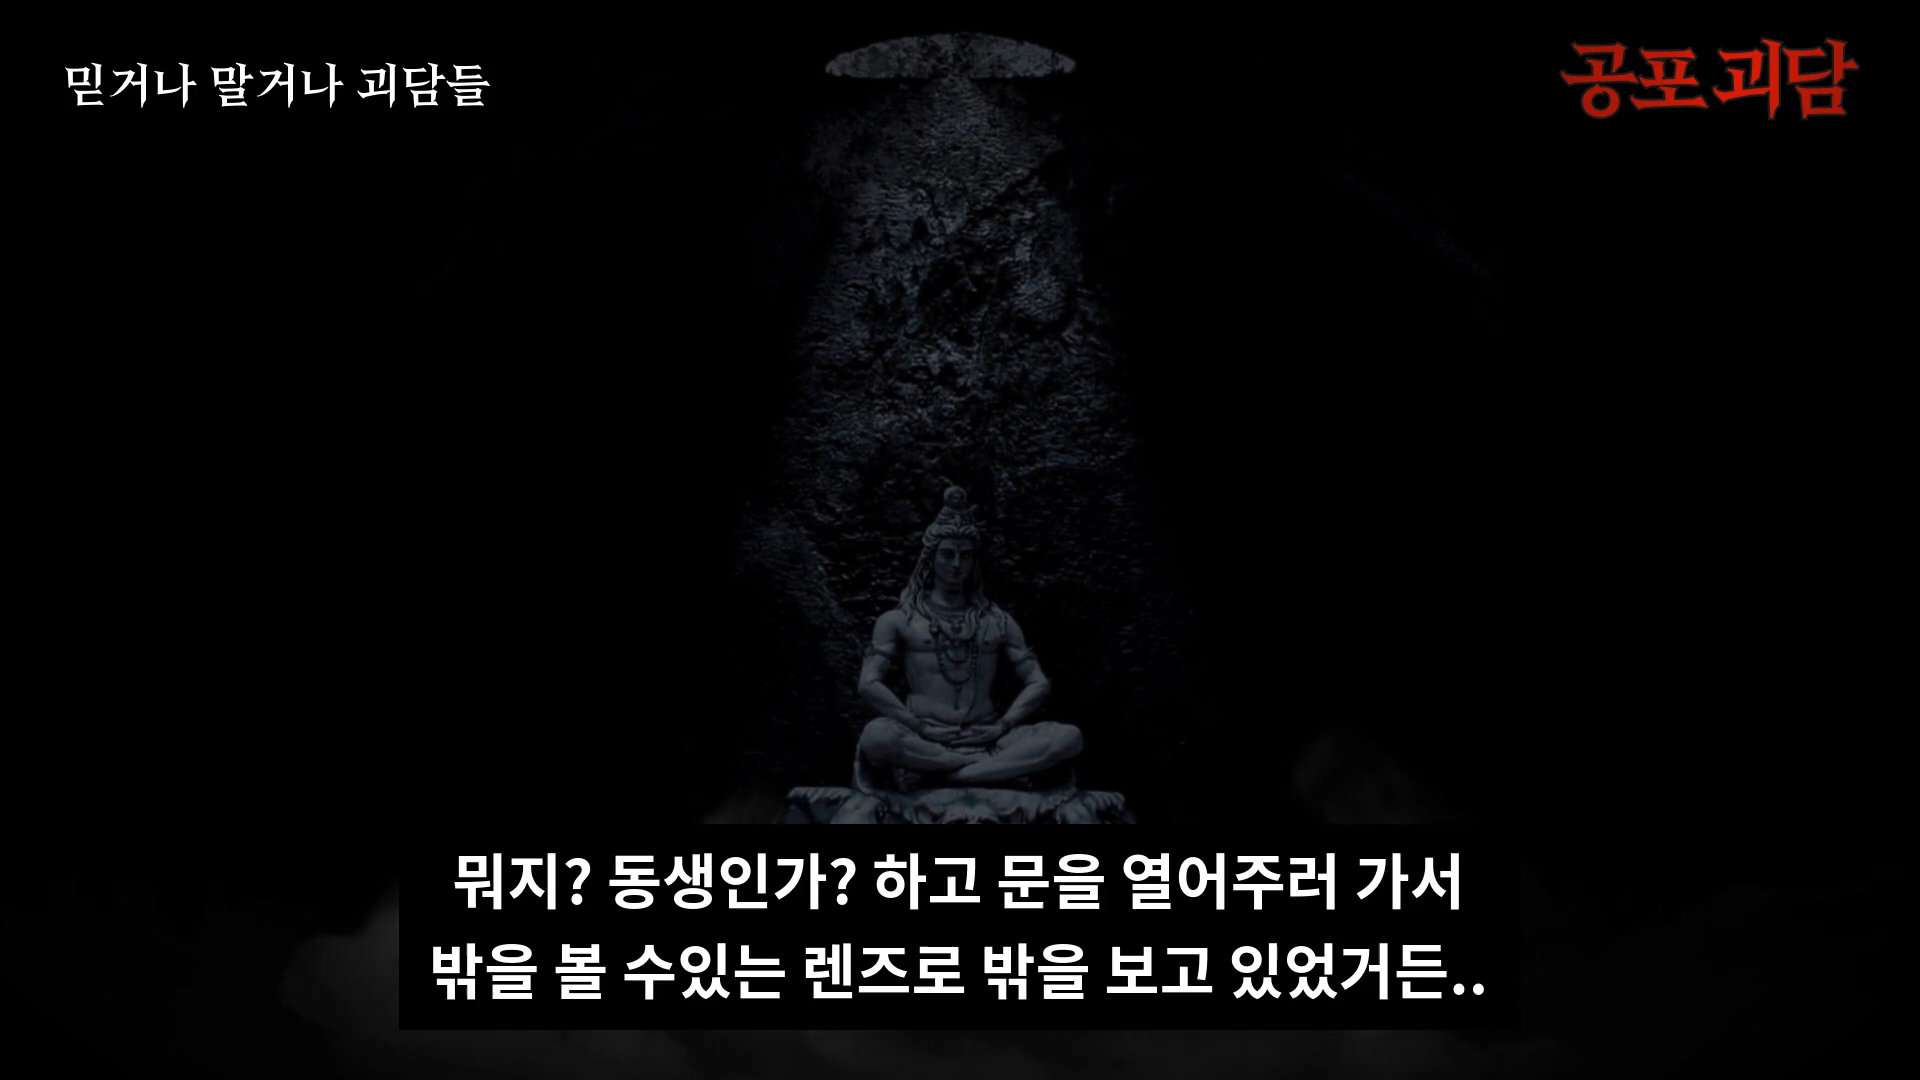 믿거나 말거나 괴담들
공포 괴담
뭐지? 동생인가? 하고 문을 열어주러 가서
밖을 볼 수있는 렌즈로 밖을 보고 있었거든..